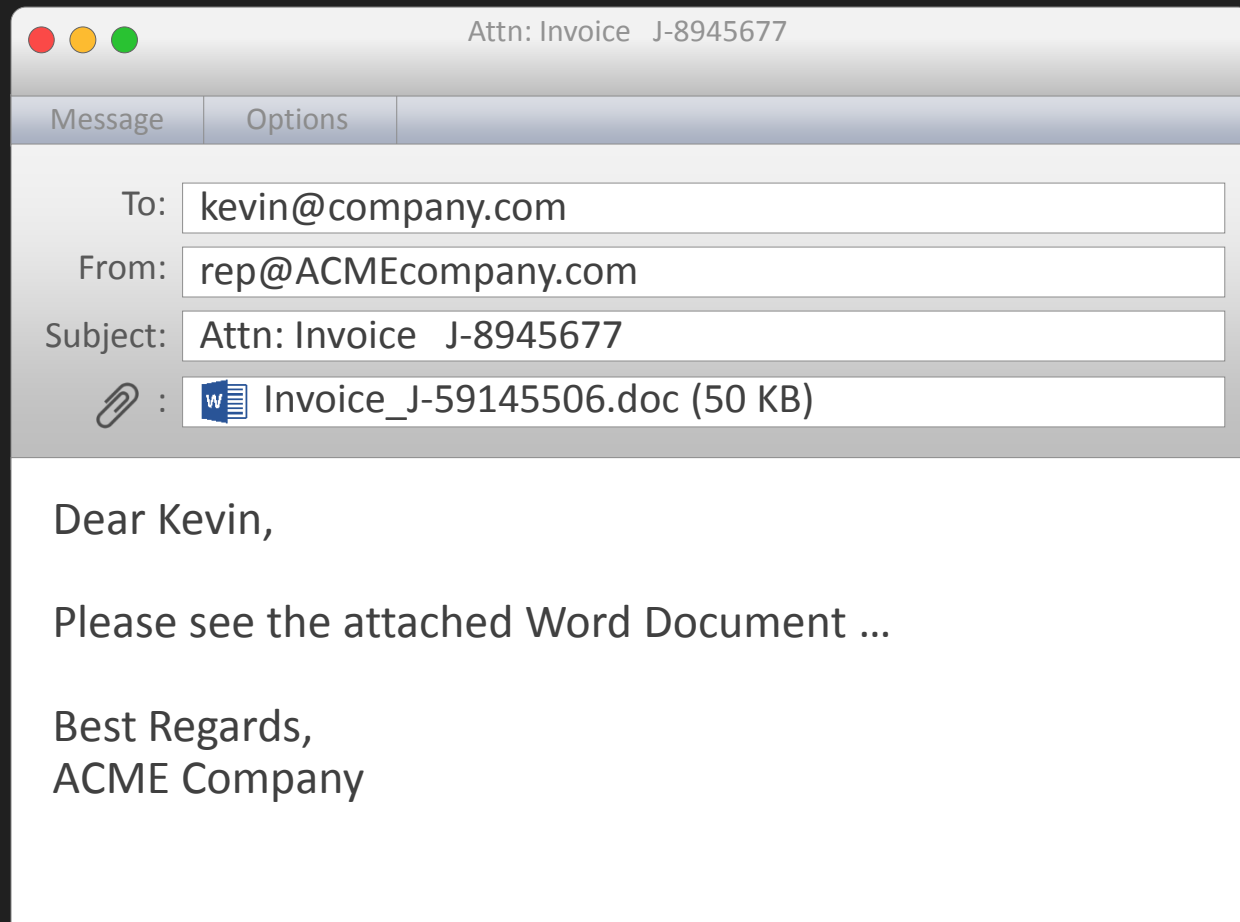 Attn: Invoice   J-8945677
Message Options
To: kevin@company.com
From: rep@ACMEcompany.com
Subject: Attn: Invoice   J-8945677
: W Invoice_J-59145506.doc (50 KB)
Dear Kevin,
Please see the attached Word Document …
Best Regards,
ACME Company